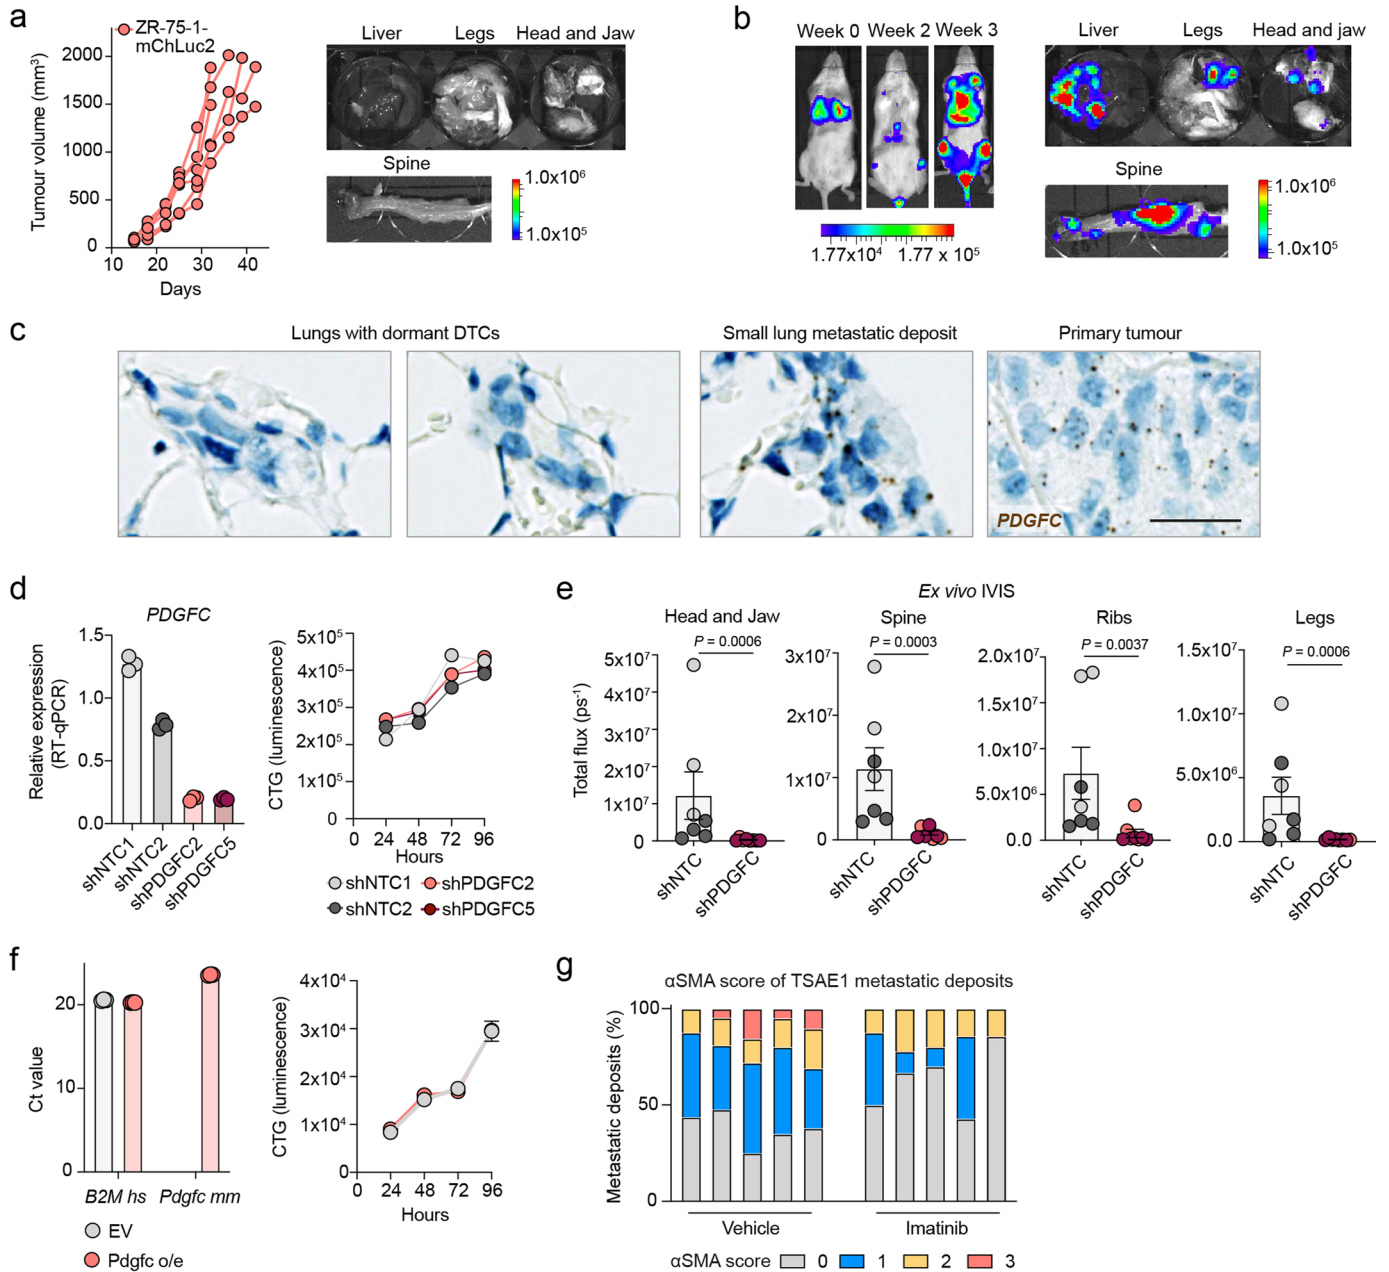 a
ZR-75-1-
mChLuc2
Tumour volume (mm³)
2000
1500
1000
500
0
10 20 30 40
Days
Liver Legs Head and Jaw
Spine
1.0x10⁶
1.0x10⁵
b
Week 0 Week 2 Week 3
1.77x10⁴ 1.77 x 10⁵
Liver Legs Head and jaw
Spine
1.0x10⁶
1.0x10⁵
c
Lungs with dormant DTCs
Small lung metastatic deposit
Primary tumour
PDGFC
d
PDGFC
Relative expression
(RT-qPCR)
1.5
1.0
0.5
0.0
shNTC1
shNTC2
shPDGFC2
shPDGFC5
CTG (luminescence)
5x10⁵
4x10⁵
3x10⁵
2x10⁵
1x10⁵
0
0 24 48 72 96
Hours
shNTC1 shPDGFC2
shNTC2 shPDGFC5
e
Ex vivo IVIS
Total flux (ps⁻¹)
Head and Jaw
P = 0.0006
5x10⁷
4x10⁷
3x10⁷
2x10⁷
1x10⁷
0
shNTC
shPDGFC
Spine
P = 0.0003
3x10⁷
2x10⁷
1x10⁷
0
shNTC
shPDGFC
Ribs
P = 0.0037
2.0x10⁷
1.5x10⁷
1.0x10⁷
5.0x10⁶
0.0
shNTC
shPDGFC
Legs
P = 0.0006
1.5x10⁷
1.0x10⁷
5.0x10⁶
0.0
shNTC
shPDGFC
f
Ct value
20
10
0
B2M hs Pdgfc mm
EV
Pdgfc o/e
CTG (luminescence)
4x10⁴
3x10⁴
2x10⁴
1x10⁴
0
0 24 48 72 96
Hours
g
αSMA score of TSAE1 metastatic deposits
Metastatic deposits (%)
100
50
0
Vehicle Imatinib
αSMA score 0 1 2 3